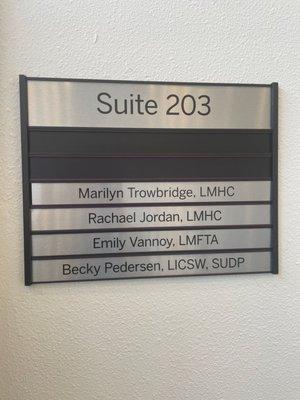 Suite 203
Marilyn Trowbridge, LMHC
Rachael Jordan, LMHC
Emily Vannoy, LMFTA
Becky Pedersen, LICSW, SUDP